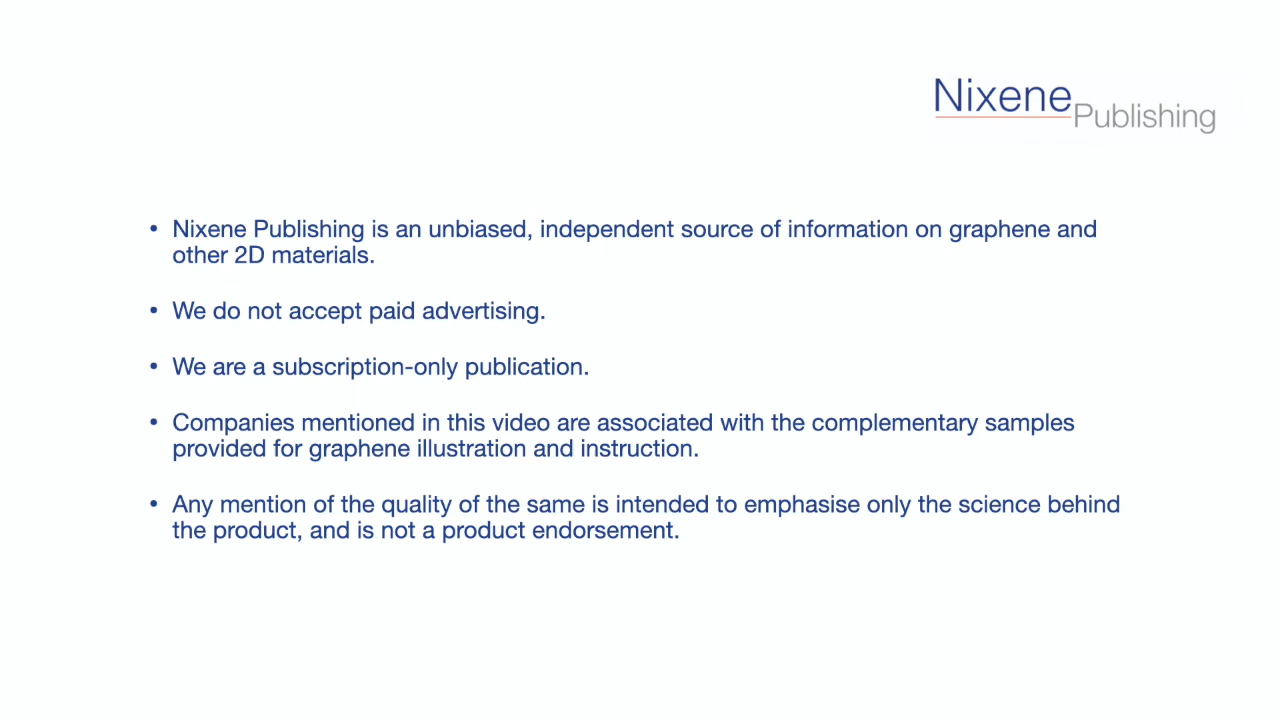 Nixene Publishing
• Nixene Publishing is an unbiased, independent source of information on graphene and
other 2D materials.
• We do not accept paid advertising.
• We are a subscription-only publication.
• Companies mentioned in this video are associated with the complementary samples
provided for graphene illustration and instruction.
• Any mention of the quality of the same is intended to emphasise only the science behind
the product, and is not a product endorsement.